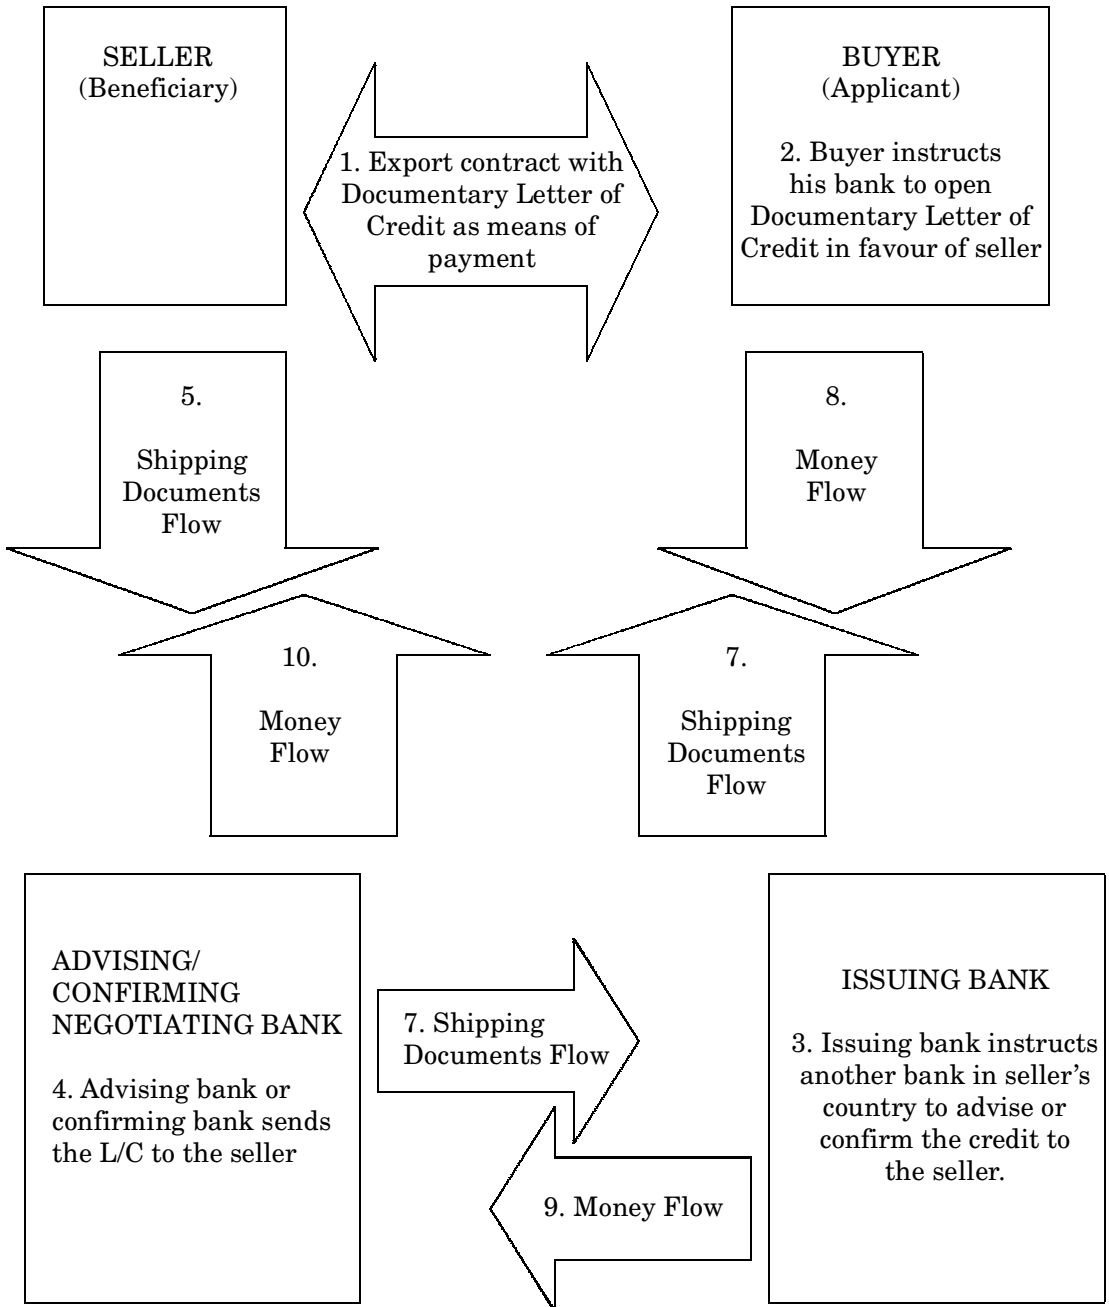 SELLER
(Beneficiary)
1. Export contract with
Documentary Letter of
Credit as means of
payment
BUYER
(Applicant)
2. Buyer instructs
his bank to open
Documentary Letter of
Credit in favour of seller
5.
Shipping
Documents
Flow
8.
Money
Flow
10.
Money
Flow
7.
Shipping
Documents
Flow
ADVISING/
CONFIRMING
NEGOTIATING BANK
4. Advising bank or
confirming bank sends
the L/C to the seller
7. Shipping
Documents Flow
9. Money Flow
ISSUING BANK
3. Issuing bank instructs
another bank in seller’s
country to advise or
confirm the credit to
the seller.